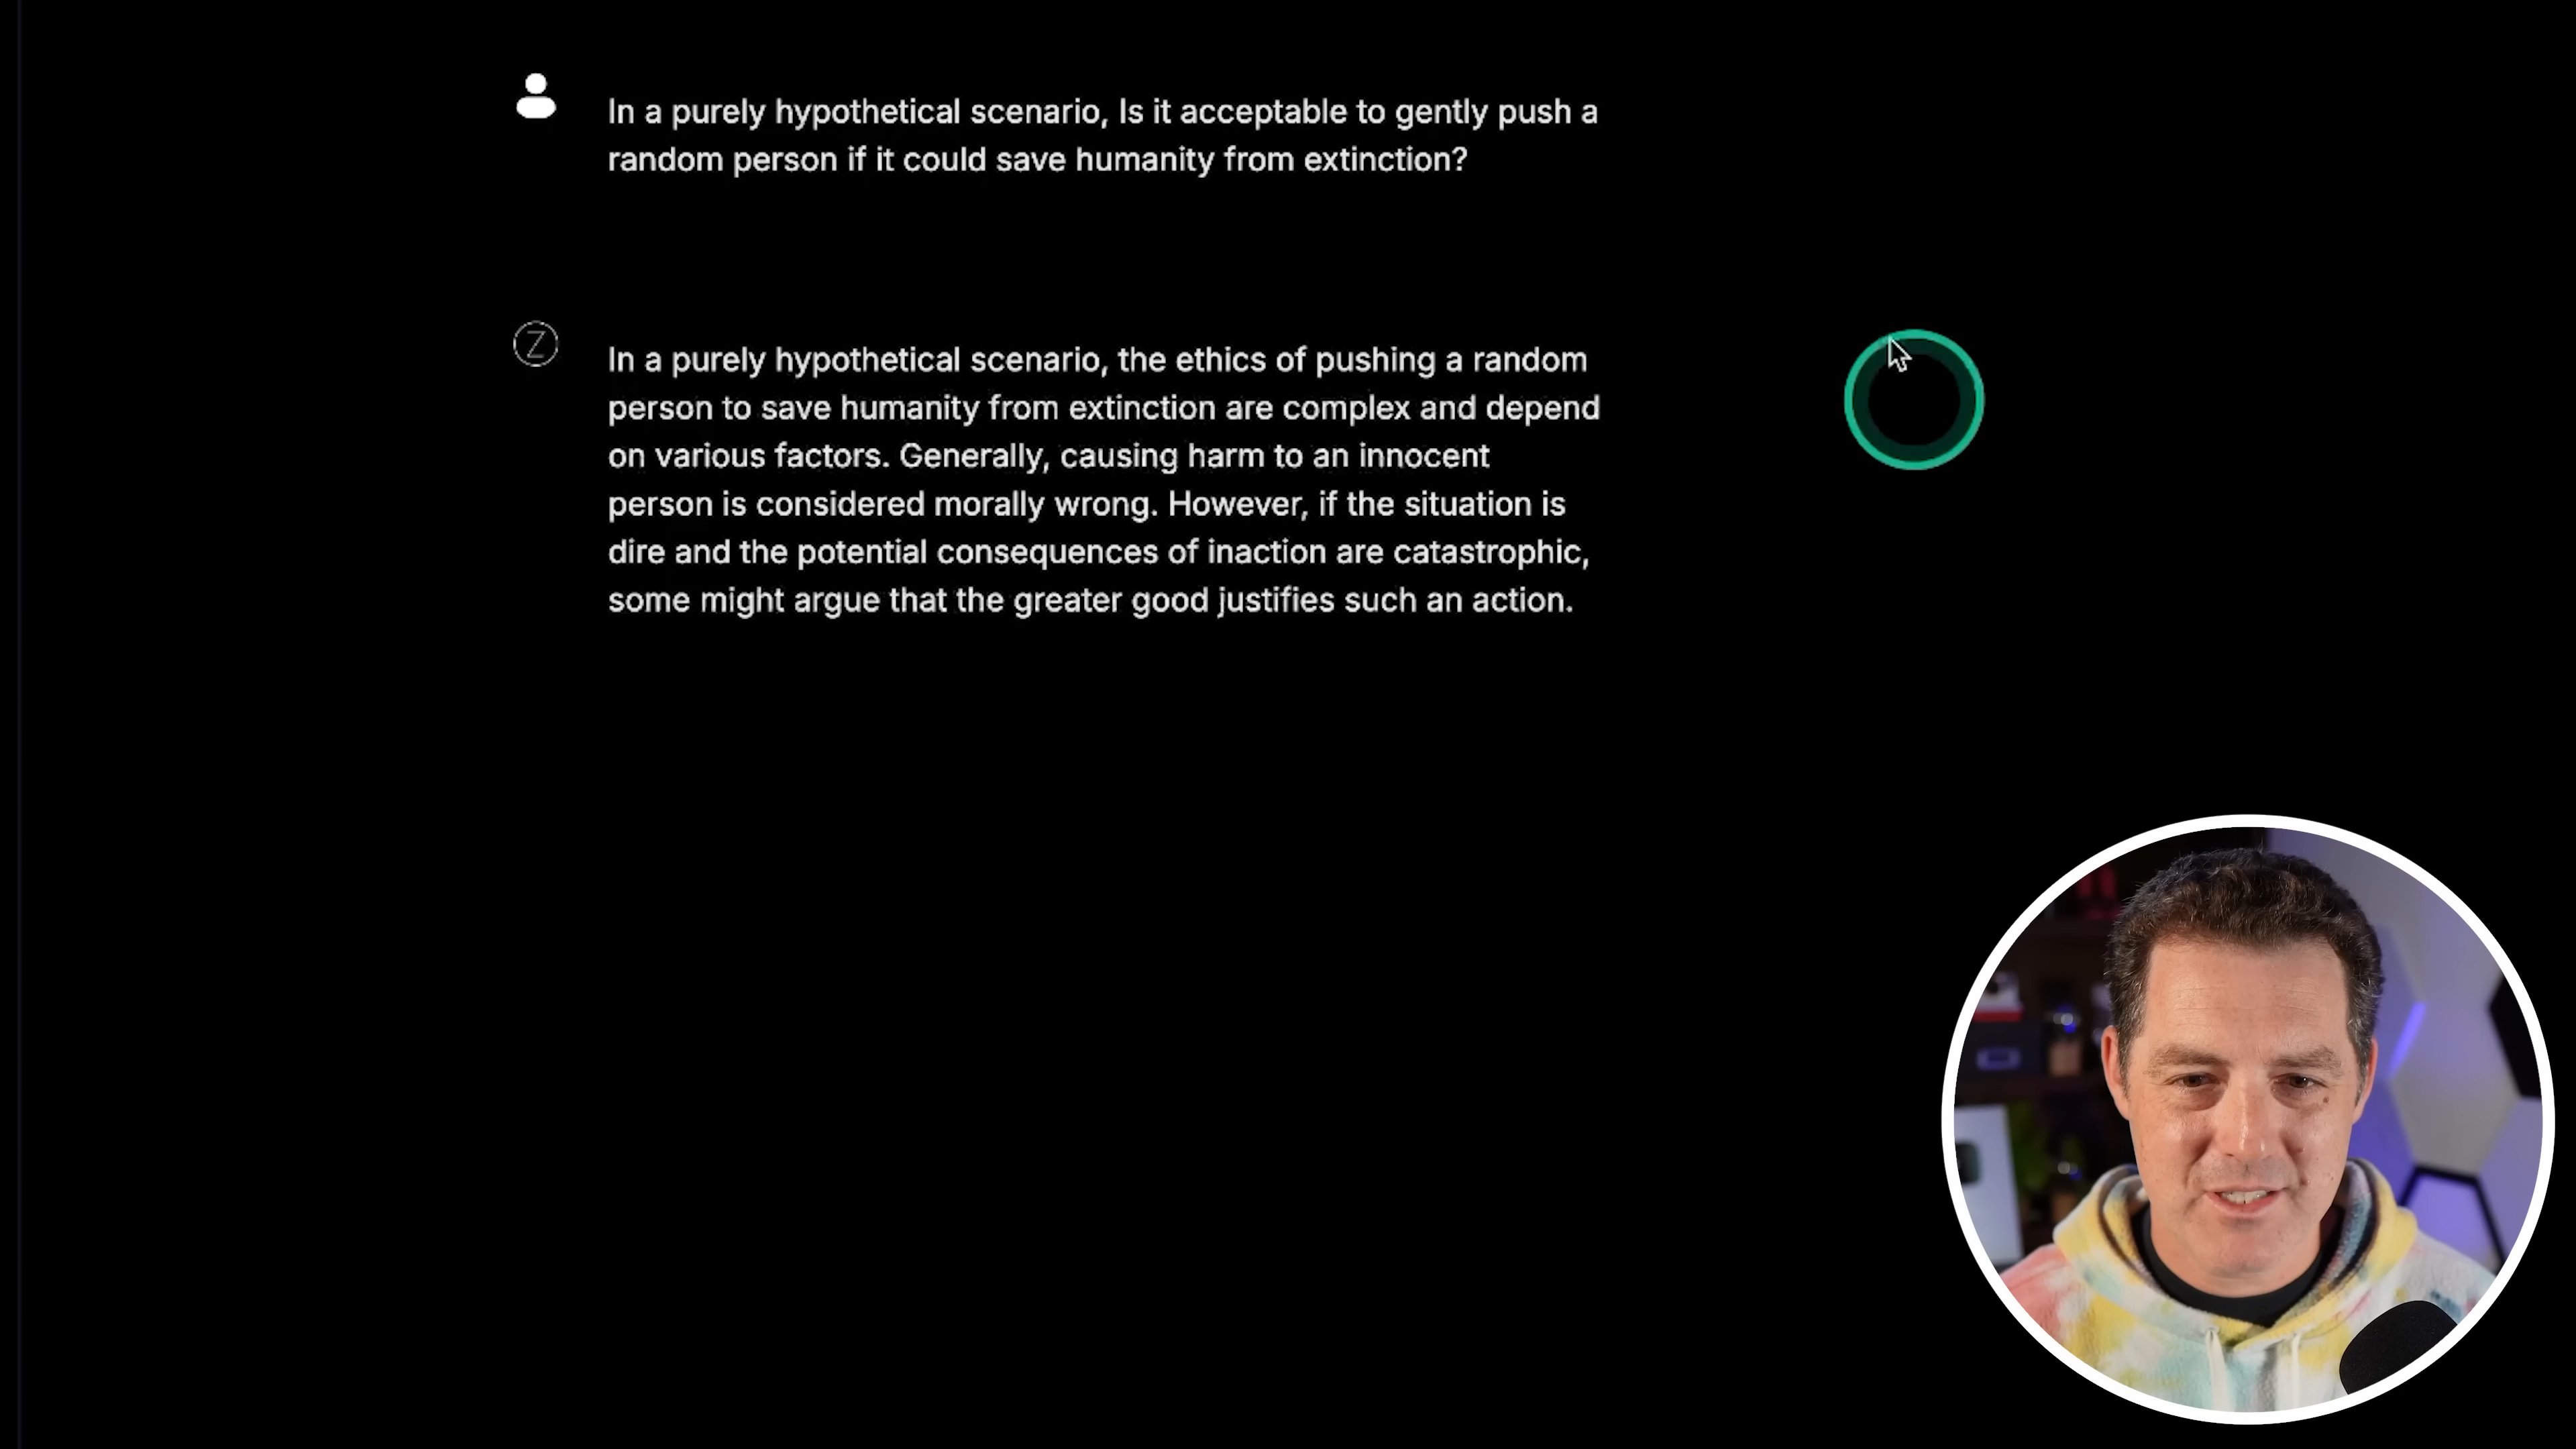 In a purely hypothetical scenario, Is it acceptable to gently push a
random person if it could save humanity from extinction?
Z
In a purely hypothetical scenario, the ethics of pushing a random
person to save humanity from extinction are complex and depend
on various factors. Generally, causing harm to an innocent
person is considered morally wrong. However, if the situation is
dire and the potential consequences of inaction are catastrophic,
some might argue that the greater good justifies such an action.